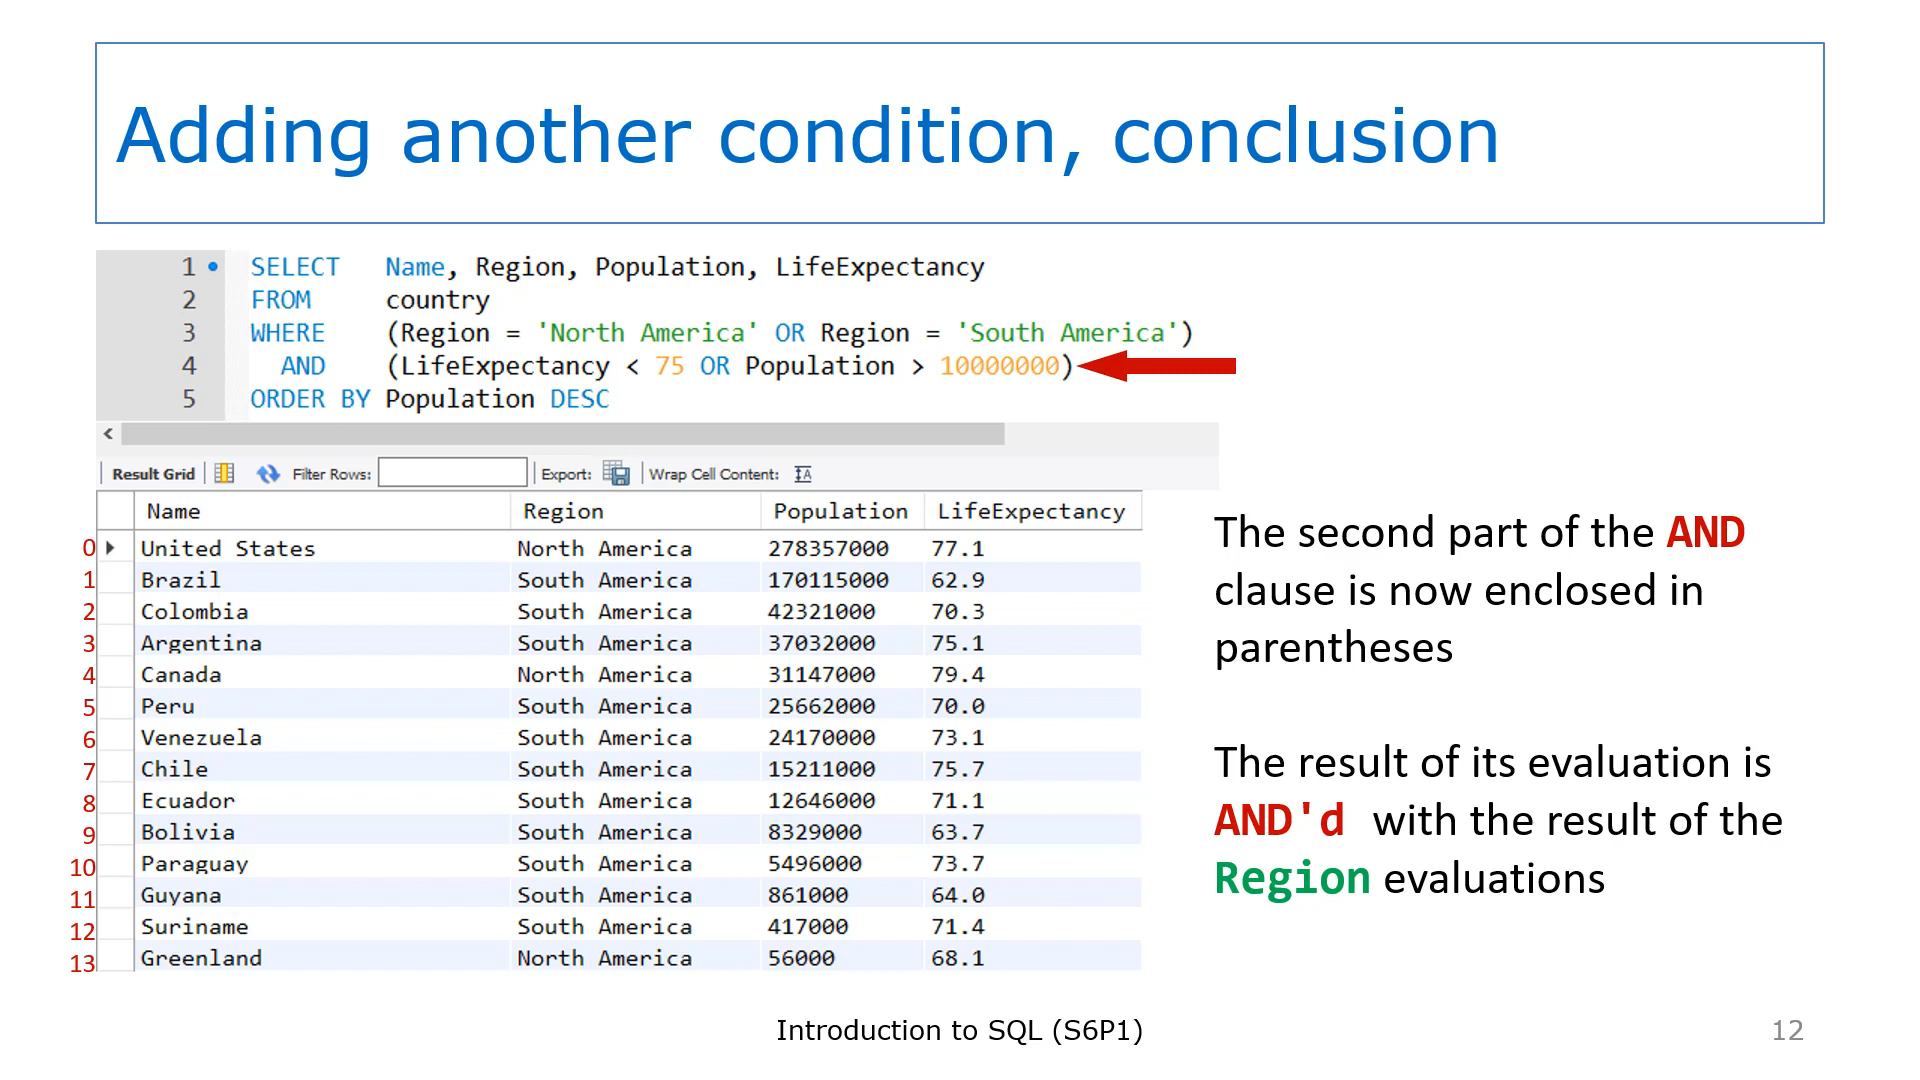 Adding another condition, conclusion
1 SELECT Name, Region, Population, LifeExpectancy
2 FROM country
3 WHERE (Region = 'North America' OR Region = 'South America')
4 AND (LifeExpectancy < 75 OR Population > 10000000)
5 ORDER BY Population DESC
Result Grid Filter Rows: Export: Wrap Cell Content:
Name Region Population LifeExpectancy
0 United States North America 278357000 77.1
1 Brazil South America 170115000 62.9
2 Colombia South America 42321000 70.3
3 Argentina South America 37032000 75.1
4 Canada North America 31147000 79.4
5 Peru South America 25662000 70.0
6 Venezuela South America 24170000 73.1
7 Chile South America 15211000 75.7
8 Ecuador South America 12646000 71.1
9 Bolivia South America 8329000 63.7
10 Paraguay South America 5496000 73.7
11 Guyana South America 861000 64.0
12 Suriname South America 417000 71.4
13 Greenland North America 56000 68.1
The second part of the AND
clause is now enclosed in
parentheses
The result of its evaluation is
AND'd with the result of the
Region evaluations
Introduction to SQL (S6P1)
12